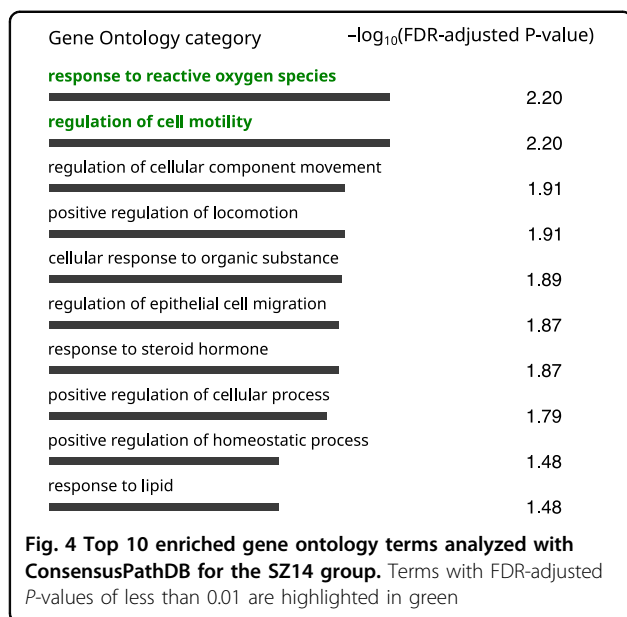 Gene Ontology category –log10(FDR-adjusted P-value)
response to reactive oxygen species 2.20
regulation of cell motility 2.20
regulation of cellular component movement 1.91
positive regulation of locomotion 1.91
cellular response to organic substance 1.89
regulation of epithelial cell migration 1.87
response to steroid hormone 1.87
positive regulation of cellular process 1.79
positive regulation of homeostatic process 1.48
response to lipid 1.48
Fig. 4 Top 10 enriched gene ontology terms analyzed with
ConsensusPathDB for the SZ14 group. Terms with FDR-adjusted
P-values of less than 0.01 are highlighted in green